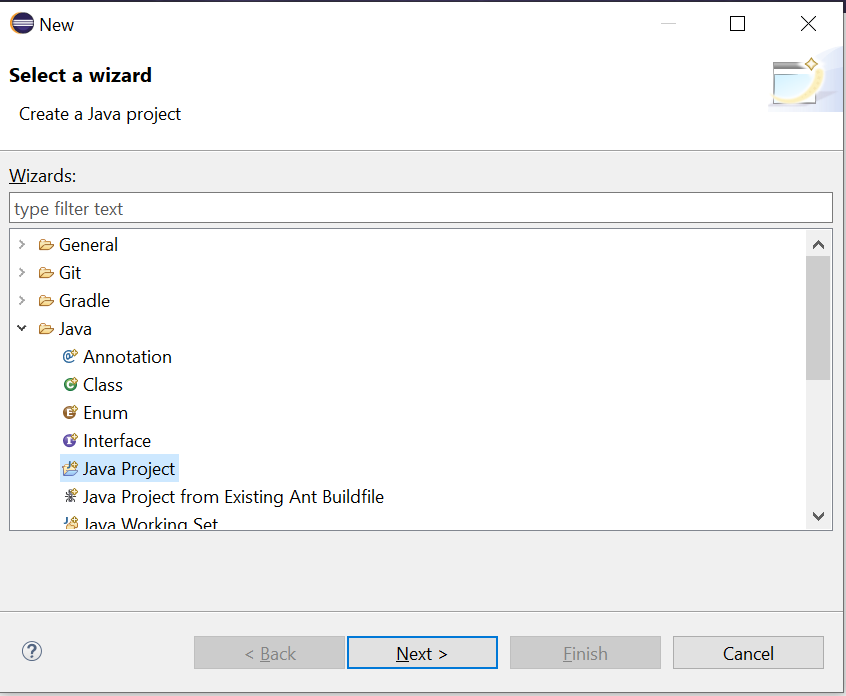 New
Select a wizard
Create a Java project
Wizards:
type filter text
General
Git
Gradle
Java
Annotation
Class
Enum
Interface
Java Project
Java Project from Existing Ant Buildfile
Java Working Set
< Back
Next >
Finish
Cancel